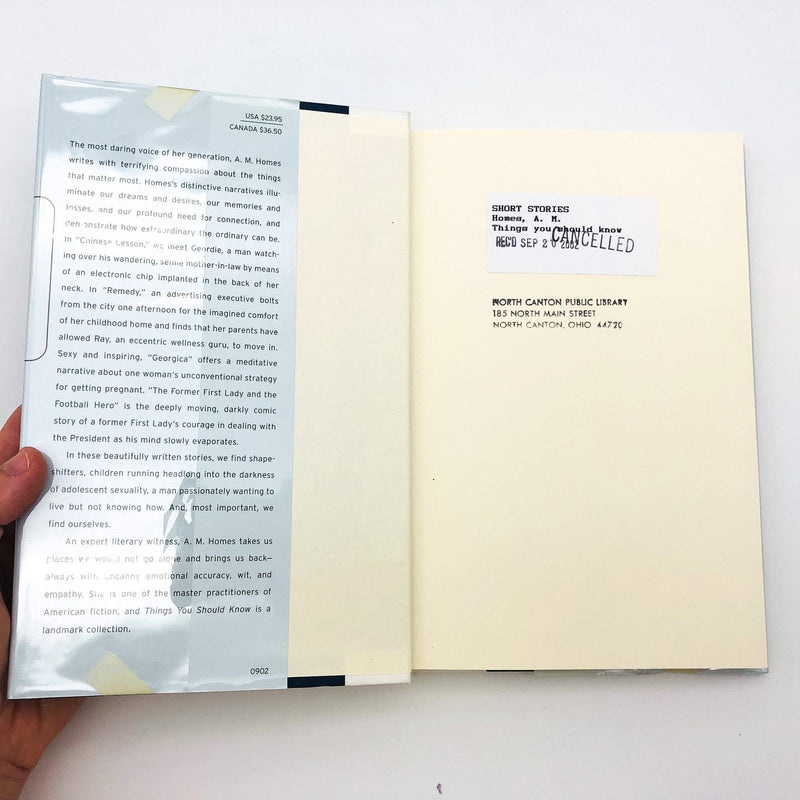 USA $23.95
CANADA $36.50
The most daring voice of her generation, A. M. Homes
writes with terrifying compassion about the things
that matter most. Homes's distinctive narratives illu-
minate our dreams and desires, our memories and
losses, and our profound need for connection, and
demonstrate how extraordinary the ordinary can be.
In "Chinese Lesson," we meet Geordie, a man watch-
ing over his wandering, senile mother-in-law by means
of an electronic chip implanted in the back of her
neck. In "Remedy," an advertising executive bolts
from the city one afternoon for the imagined comfort
of her childhood home and finds that her parents have
allowed Ray, an eccentric wellness guru, to move in.
Sexy and inspiring, "Georgica" offers a meditative
narrative about one woman's unconventional strategy
for getting pregnant. "The Former First Lady and the
Football Hero" is the deeply moving, darkly comic
story of a former First Lady's courage in dealing with
the President as his mind slowly evaporates.
In these beautifully written stories, we find shape-
shifters, children running headlong into the darkness
of adolescent sexuality, a man passionately wanting to
live but not knowing how. And, most important, we
find ourselves.
An expert literary witness, A. M. Homes takes us
places we would not go alone and brings us back—
always with uncanny emotional accuracy, wit, and
empathy. She is one of the master practitioners of
American fiction, and Things You Should Know is a
landmark collection.
0902
SHORT STORIES
Homes, A. M.
Things you should know
CANCELLED
REC'D SEP 20 2002
NORTH CANTON PUBLIC LIBRARY
185 NORTH MAIN STREET
NORTH CANTON, OHIO 44720